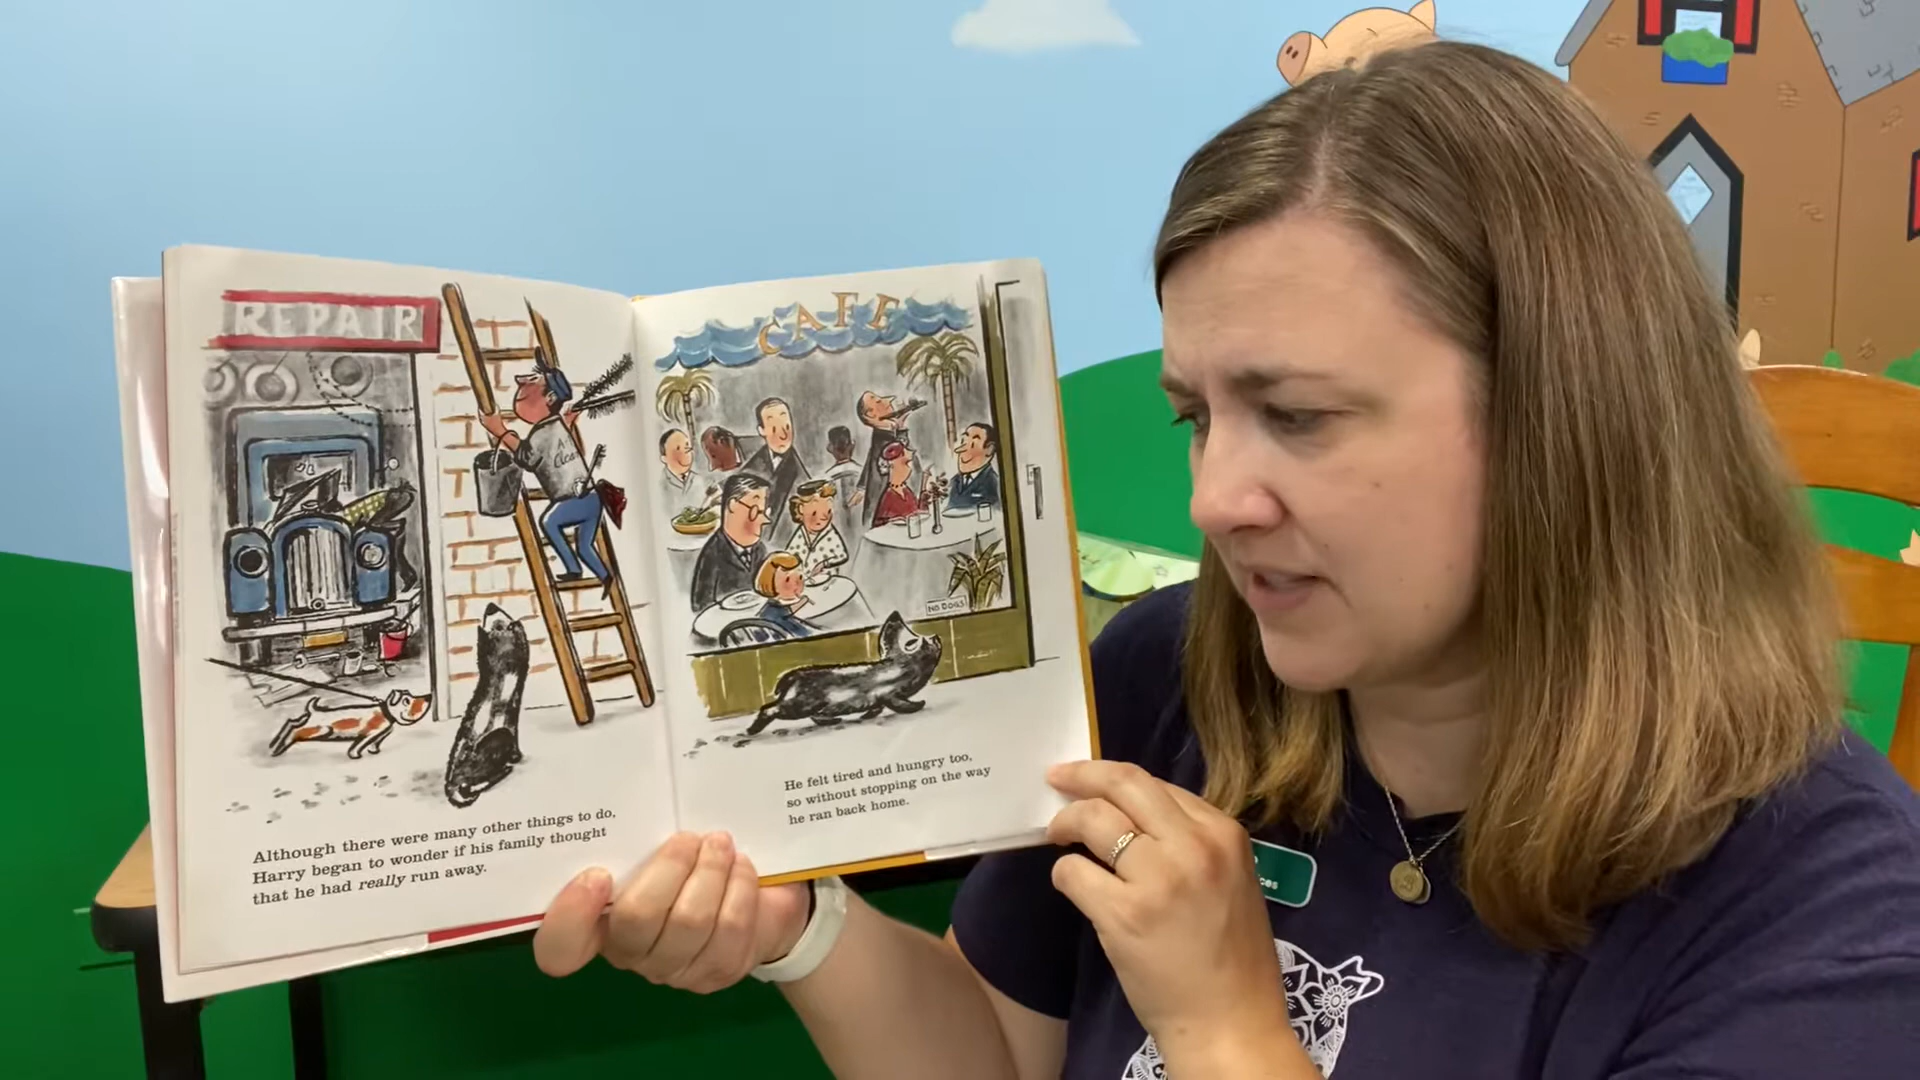 REPAIR
Although there were many other things to do,
Harry began to wonder if his family thought
that he had really run away.
CAFE
NO DOGS
He felt tired and hungry too,
so without stopping on the way
he ran back home.